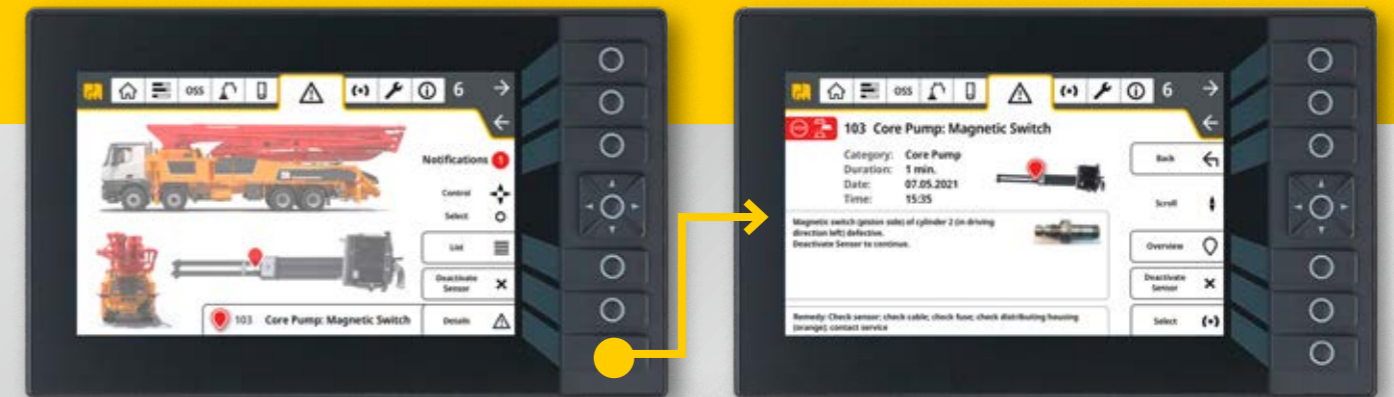 OSS
6
Notifications 1
Control
Select
List
Deactivate
Sensor
103 Core Pump: Magnetic Switch
Details
OSS
6
103 Core Pump: Magnetic Switch
Category: Core Pump
Duration: 1 min.
Date: 07.05.2021
Time: 15:35
Magnetic switch (piston side) of cylinder 2 (in driving
direction left) defective.
Deactivate Sensor to continue.
Remedy: Check sensor; check cable; check fuse; check distributing housing
(orange); contact service
Back
Scroll
Overview
Deactivate
Sensor
Select